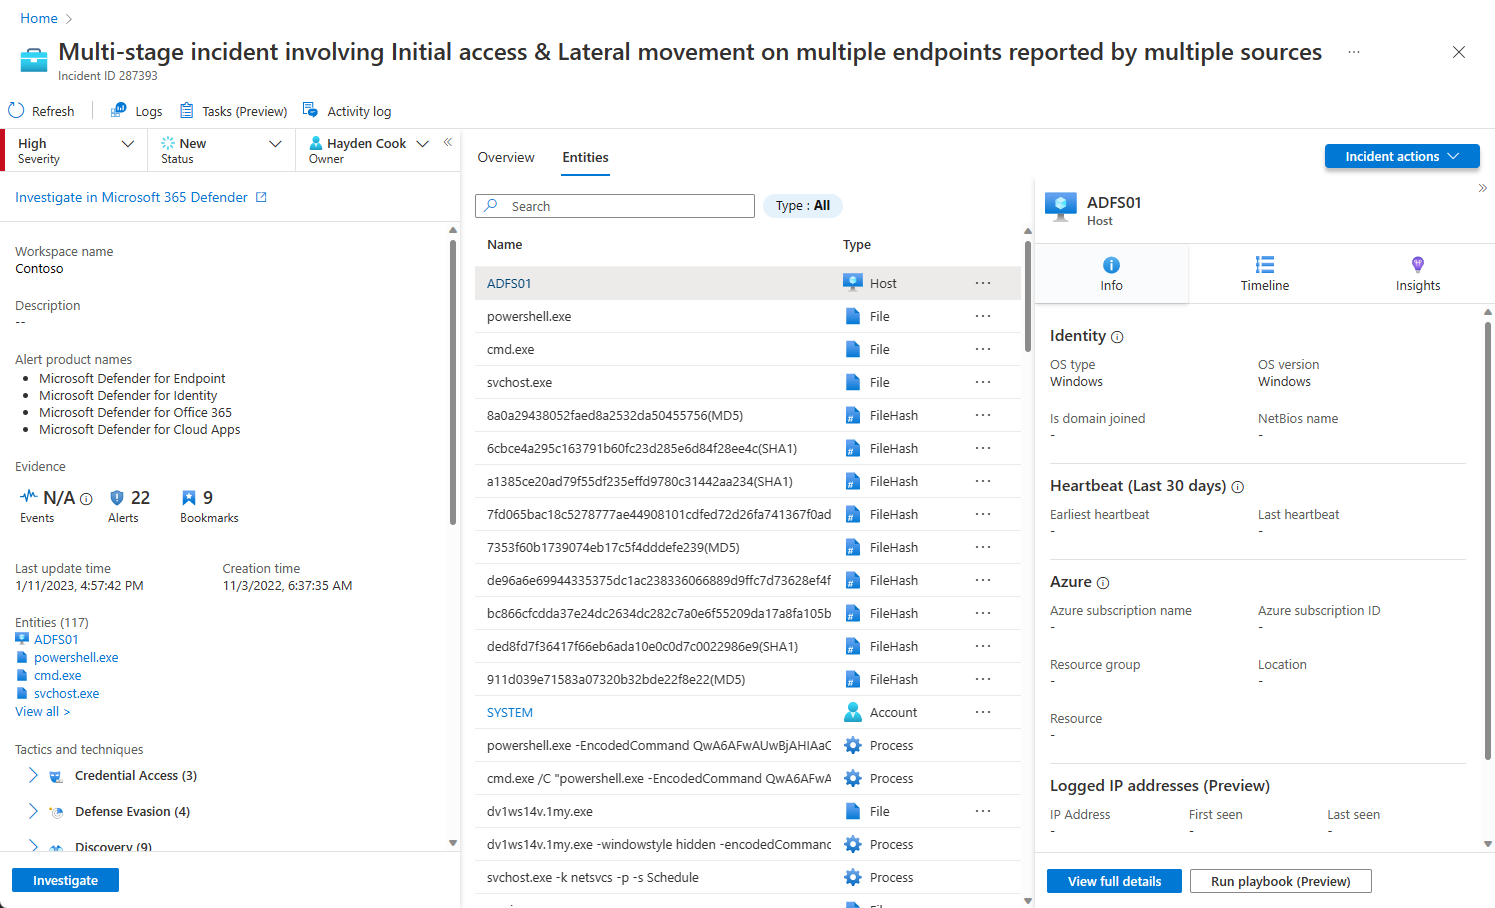 Home
Multi-stage incident involving Initial access & Lateral movement on multiple endpoints reported by multiple sources
Incident ID 287393
Refresh
Logs
Tasks (Preview)
Activity log
High
Severity
New
Status
Hayden Cook
Owner
Investigate in Microsoft 365 Defender
Workspace name
Contoso
Description
--
Alert product names
Microsoft Defender for Endpoint
Microsoft Defender for Identity
Microsoft Defender for Office 365
Microsoft Defender for Cloud Apps
Evidence
N/A
Events
22
Alerts
9
Bookmarks
Last update time
1/11/2023, 4:57:42 PM
Creation time
11/3/2022, 6:37:35 AM
Entities (117)
ADFS01
powershell.exe
cmd.exe
svchost.exe
View all >
Tactics and techniques
Credential Access (3)
Defense Evasion (4)
Discovery (9)
Investigate
Overview
Entities
Incident actions
Search
Type : All
Name Type
ADFS01 Host
powershell.exe File
cmd.exe File
svchost.exe File
8a0a29438052faed8a2532da50455756(MD5) FileHash
6cbce4a295c163791b60fc23d285e6d84f28ee4c(SHA1) FileHash
a1385ce20ad79f55df235effd9780c31442aa234(SHA1) FileHash
7fd065bac18c5278777ae44908101cdfed72d26fa741367f0ad FileHash
7353f60b1739074eb17c5f4dddefe239(MD5) FileHash
de96a6e69944335375dc1ac238336066889d9ffc7d73628ef4f FileHash
bc866cfcdda37e24dc2634dc282c7a0e6f55209da17a8fa105b FileHash
ded8fd7f36417f66eb6ada10e0c0d7c0022986e9(SHA1) FileHash
911d039e71583a07320b32bde22f8e22(MD5) FileHash
SYSTEM Account
powershell.exe -EncodedCommand QwA6AFwAUwBjAHIAaC Process
cmd.exe /C "powershell.exe -EncodedCommand QwA6AFwA Process
dv1ws14v.1my.exe File
dv1ws14v.1my.exe -windowstyle hidden -encodedCommand Process
svchost.exe -k netsvcs -p -s Schedule Process
ADFS01
Host
Info
Timeline
Insights
Identity
OS type
Windows
OS version
Windows
Is domain joined
-
NetBios name
-
Heartbeat (Last 30 days)
Earliest heartbeat
-
Last heartbeat
-
Azure
Azure subscription name
-
Azure subscription ID
-
Resource group
-
Location
-
Resource
-
Logged IP addresses (Preview)
IP Address First seen Last seen
- - -
View full details
Run playbook (Preview)